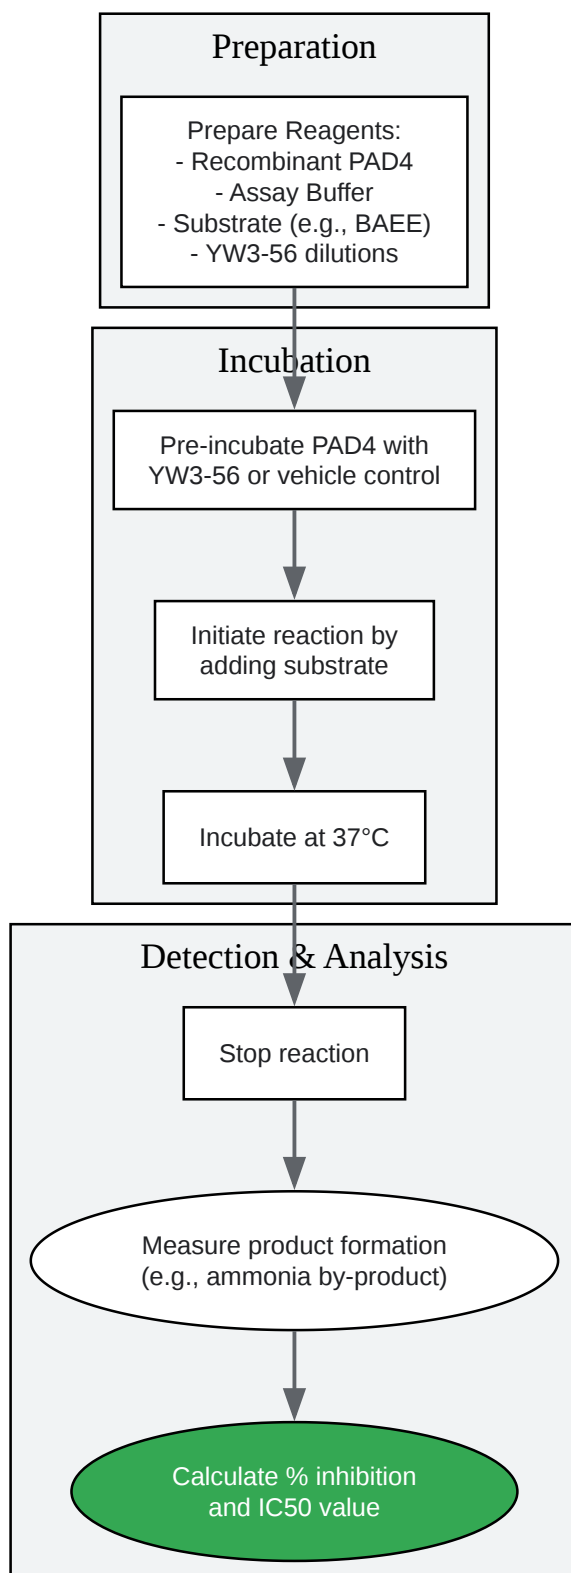 Preparation
Prepare Reagents:
- Recombinant PAD4
- Assay Buffer
- Substrate (e.g., BAEE)
- YW3-56 dilutions
Incubation
Pre-incubate PAD4 with
YW3-56 or vehicle control
Initiate reaction by
adding substrate
Incubate at 37°C
Detection & Analysis
Stop reaction
Measure product formation
(e.g., ammonia by-product)
Calculate % inhibition
and IC50 value